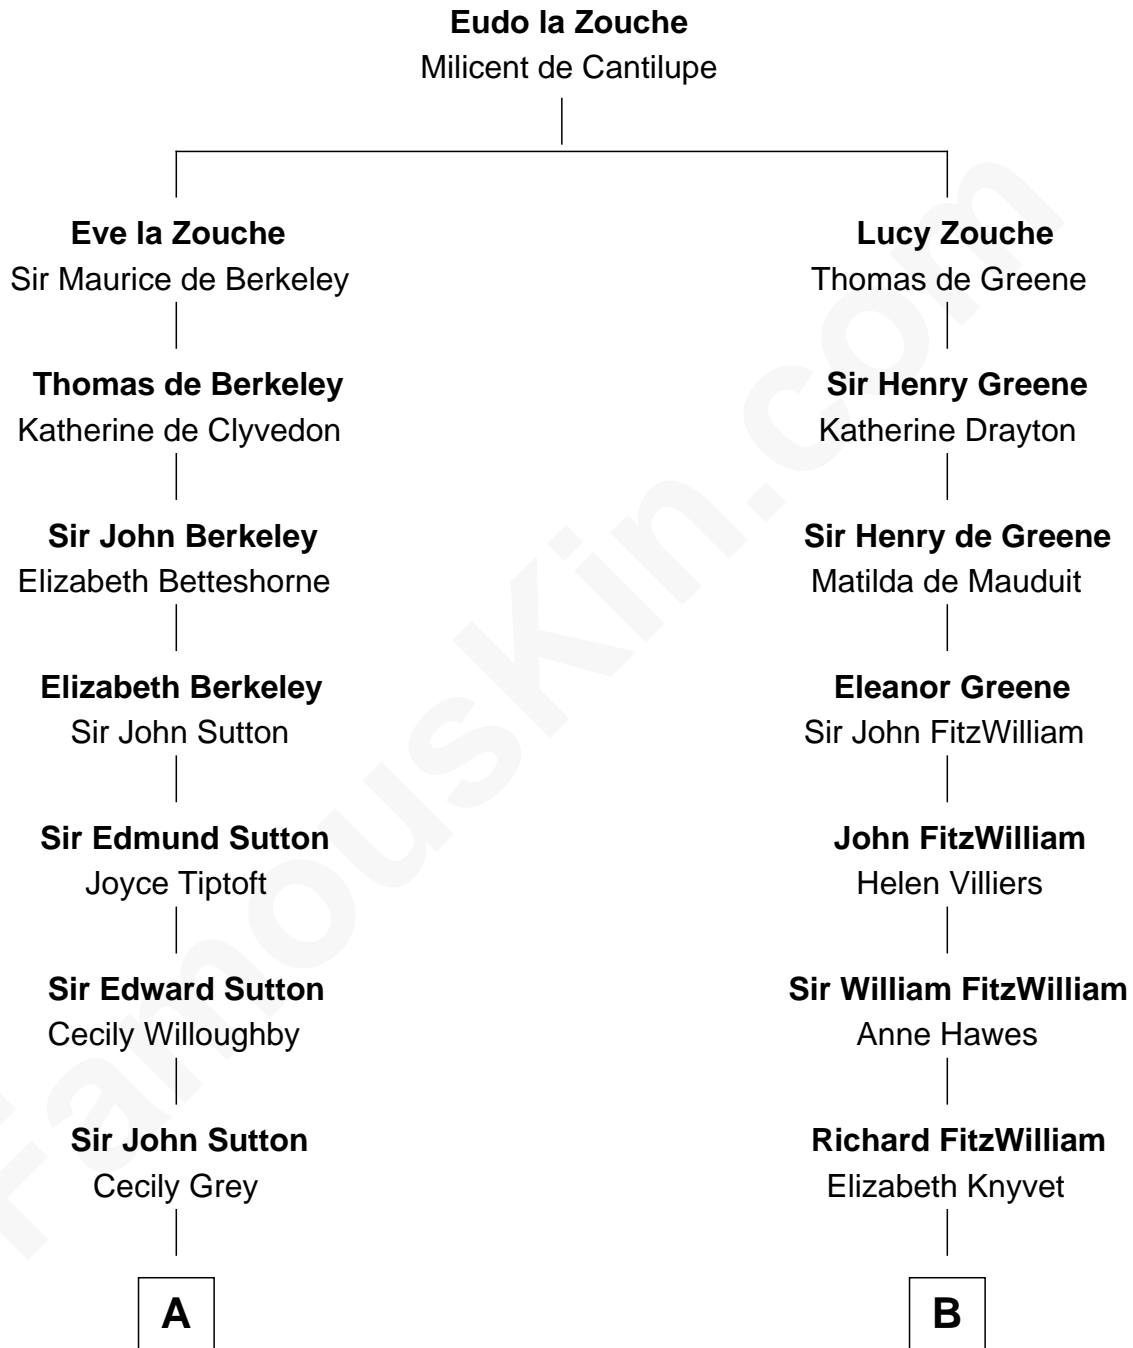 Eudo la Zouche
Milicent de Cantilupe
Eve la Zouche
Sir Maurice de Berkeley
Lucy Zouche
Thomas de Greene
Thomas de Berkeley
Katherine de Clyvedon
Sir Henry Greene
Katherine Drayton
Sir John Berkeley
Elizabeth Betteshorne
Sir Henry de Greene
Matilda de Mauduit
Elizabeth Berkeley
Sir John Sutton
Eleanor Greene
Sir John FitzWilliam
Sir Edmund Sutton
Joyce Tiptoft
John FitzWilliam
Helen Villiers
Sir Edward Sutton
Cecily Willoughby
Sir William FitzWilliam
Anne Hawes
Sir John Sutton
Cecily Grey
Richard FitzWilliam
Elizabeth Knyvet
A
B
FamousKin.com